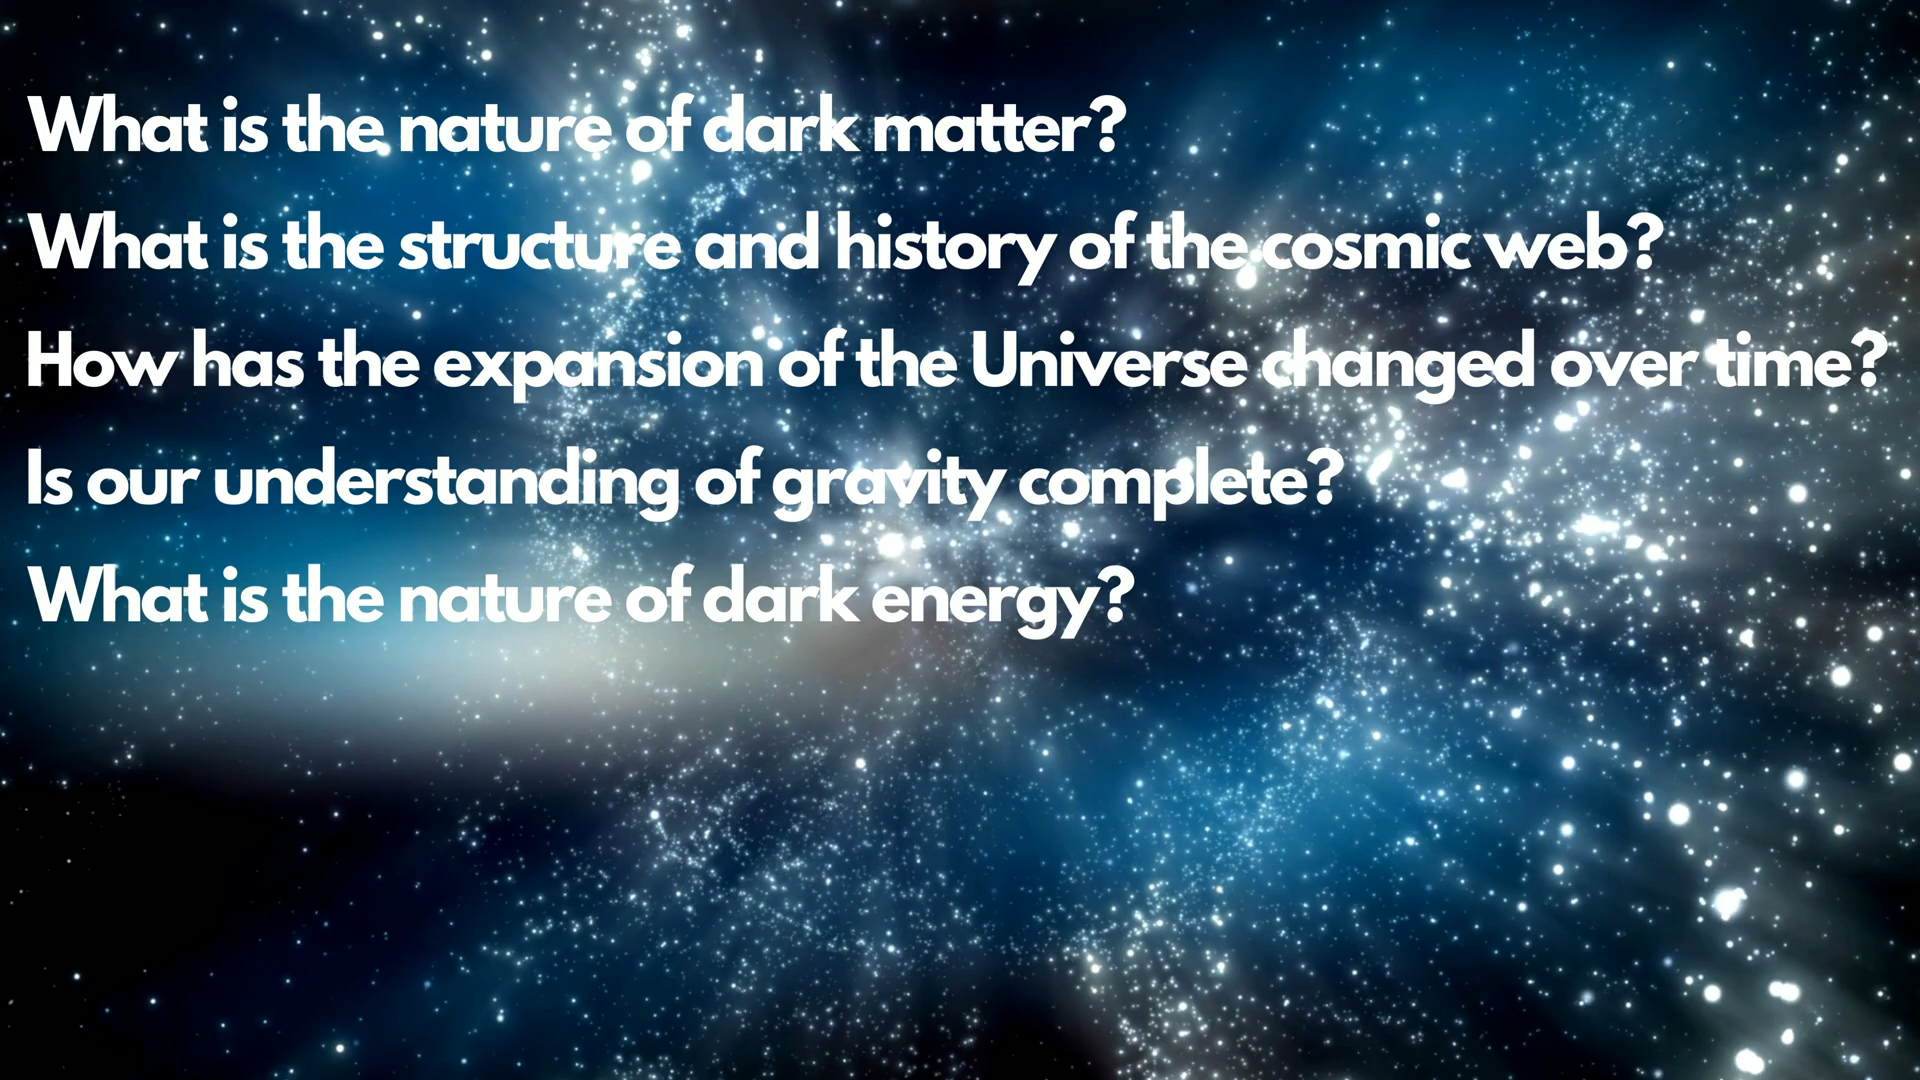 What is the nature of dark matter?
What is the structure and history of the cosmic web?
How has the expansion of the Universe changed over time?
Is our understanding of gravity complete?
What is the nature of dark energy?